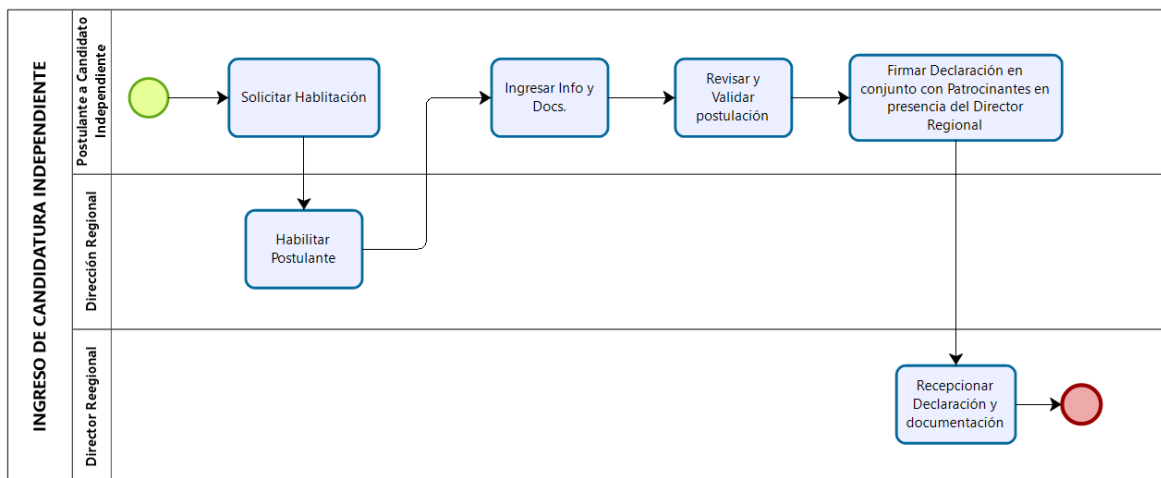 INGRESO DE CANDIDATURA INDEPENDIENTE
Postulante a Candidato
Independiente
Solicitar Hablitación
Ingresar Info y
Docs.
Revisar y
Validar
postulación
Firmar Declaración en
conjunto con Patrocinantes en
presencia del Director
Regional
Dirección Regional
Habilitar
Postulante
Director Reegional
Recepcionar
Declaración y
documentación